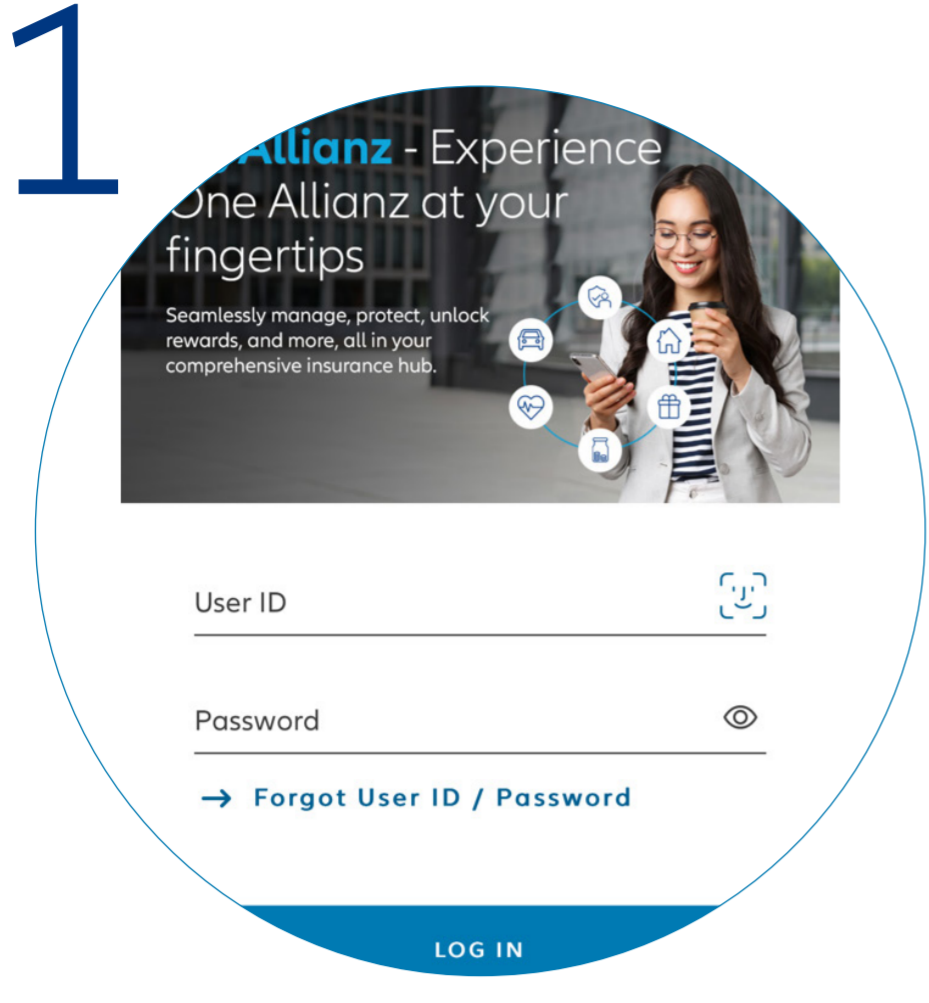 1
Allianz - Experience
One Allianz at your
fingertips
Seamlessly manage, protect, unlock
rewards, and more, all in your
comprehensive insurance hub.
User ID
Password
→ Forgot User ID / Password
LOG IN